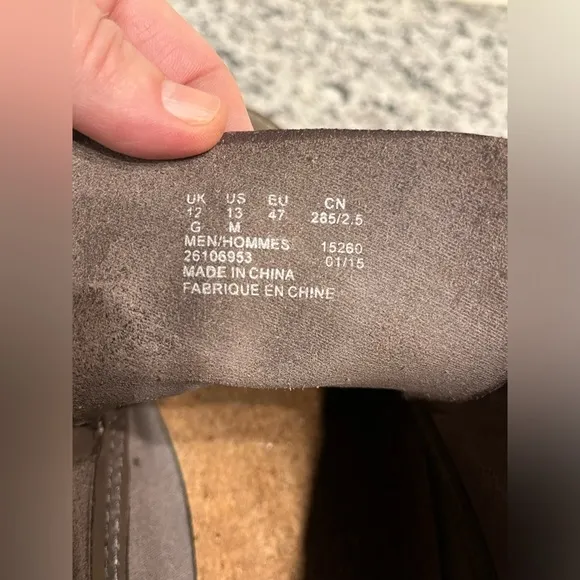 UK US EU CN
12 13 47 285/2.5
G M
MEN/HOMMES 15260
26106953 01/15
MADE IN CHINA
FABRIQUE EN CHINE